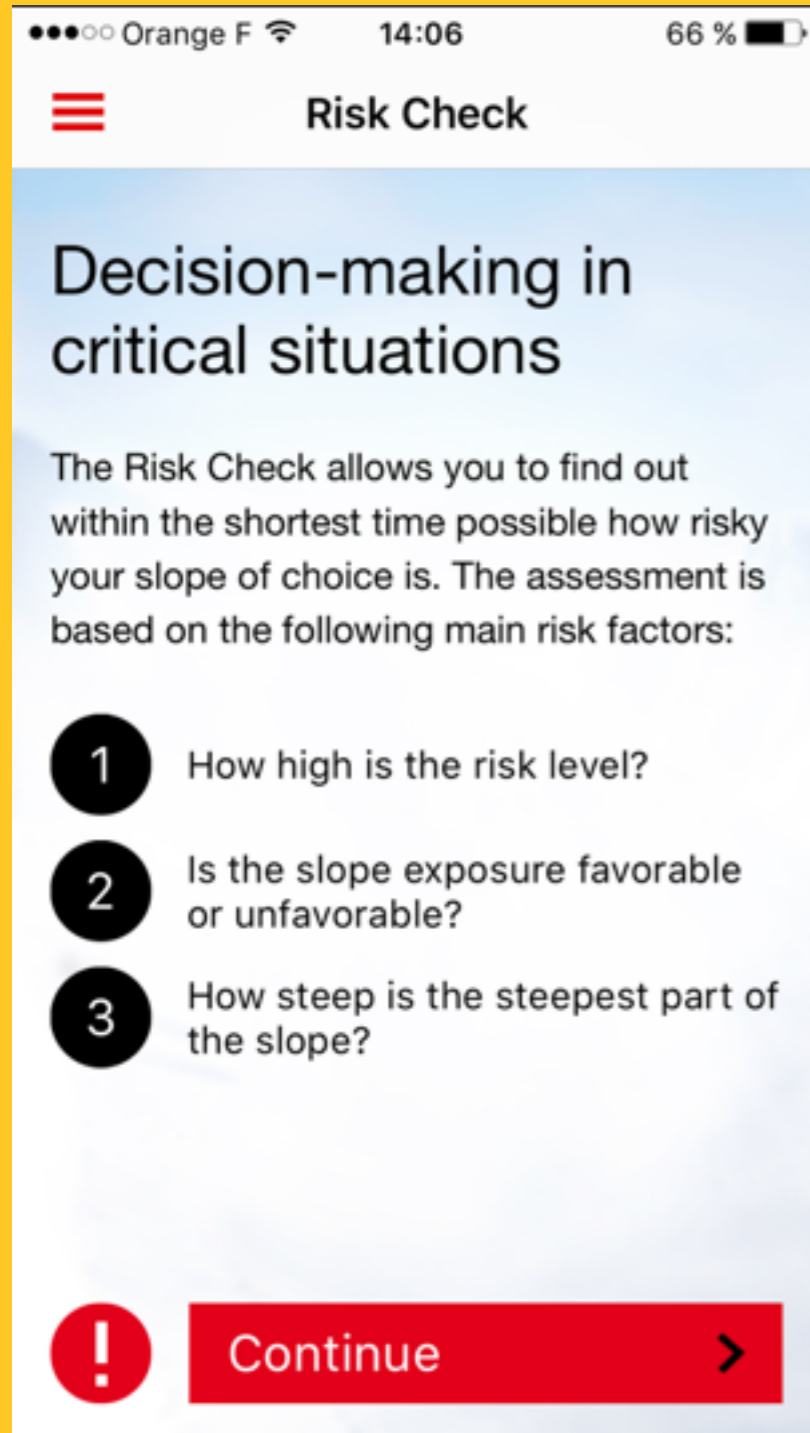 Orange F 14:06 66 %
Risk Check
Decision-making in
critical situations
The Risk Check allows you to find out
within the shortest time possible how risky
your slope of choice is. The assessment is
based on the following main risk factors:
1 How high is the risk level?
2 Is the slope exposure favorable
or unfavorable?
3 How steep is the steepest part of
the slope?
! Continue